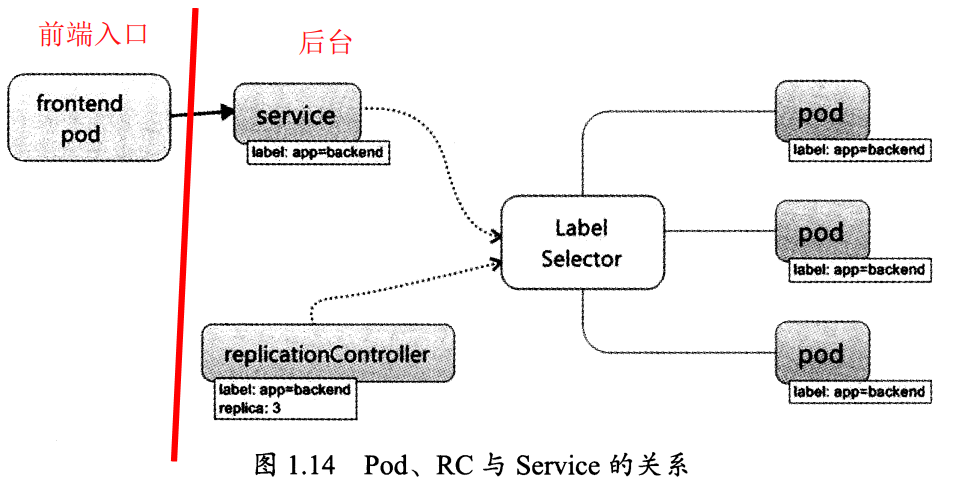 前端入口
后台
frontend
pod
service
label: app=backend
Label
Selector
replicationController
label: app=backend
replica: 3
pod
label: app=backend
pod
label: app=backend
pod
label: app=backend
图 1.14 Pod、RC 与 Service 的关系